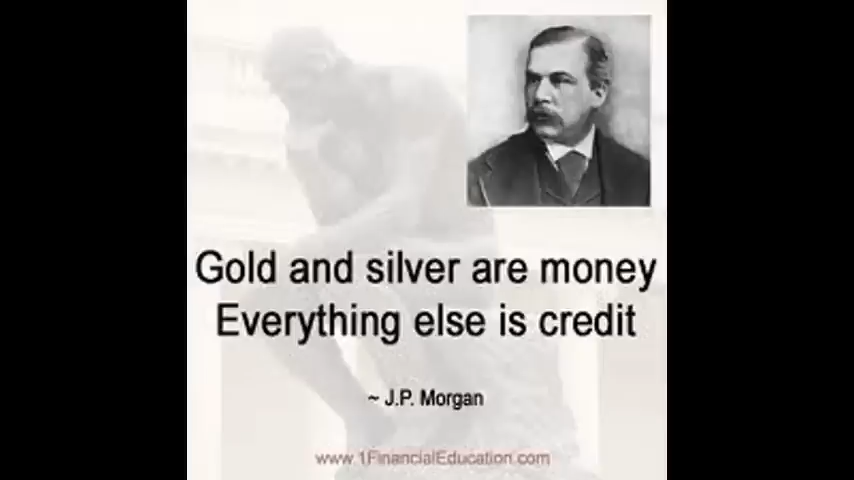 Gold and silver are money
Everything else is credit
~ J.P. Morgan
www.1FinancialEducation.com